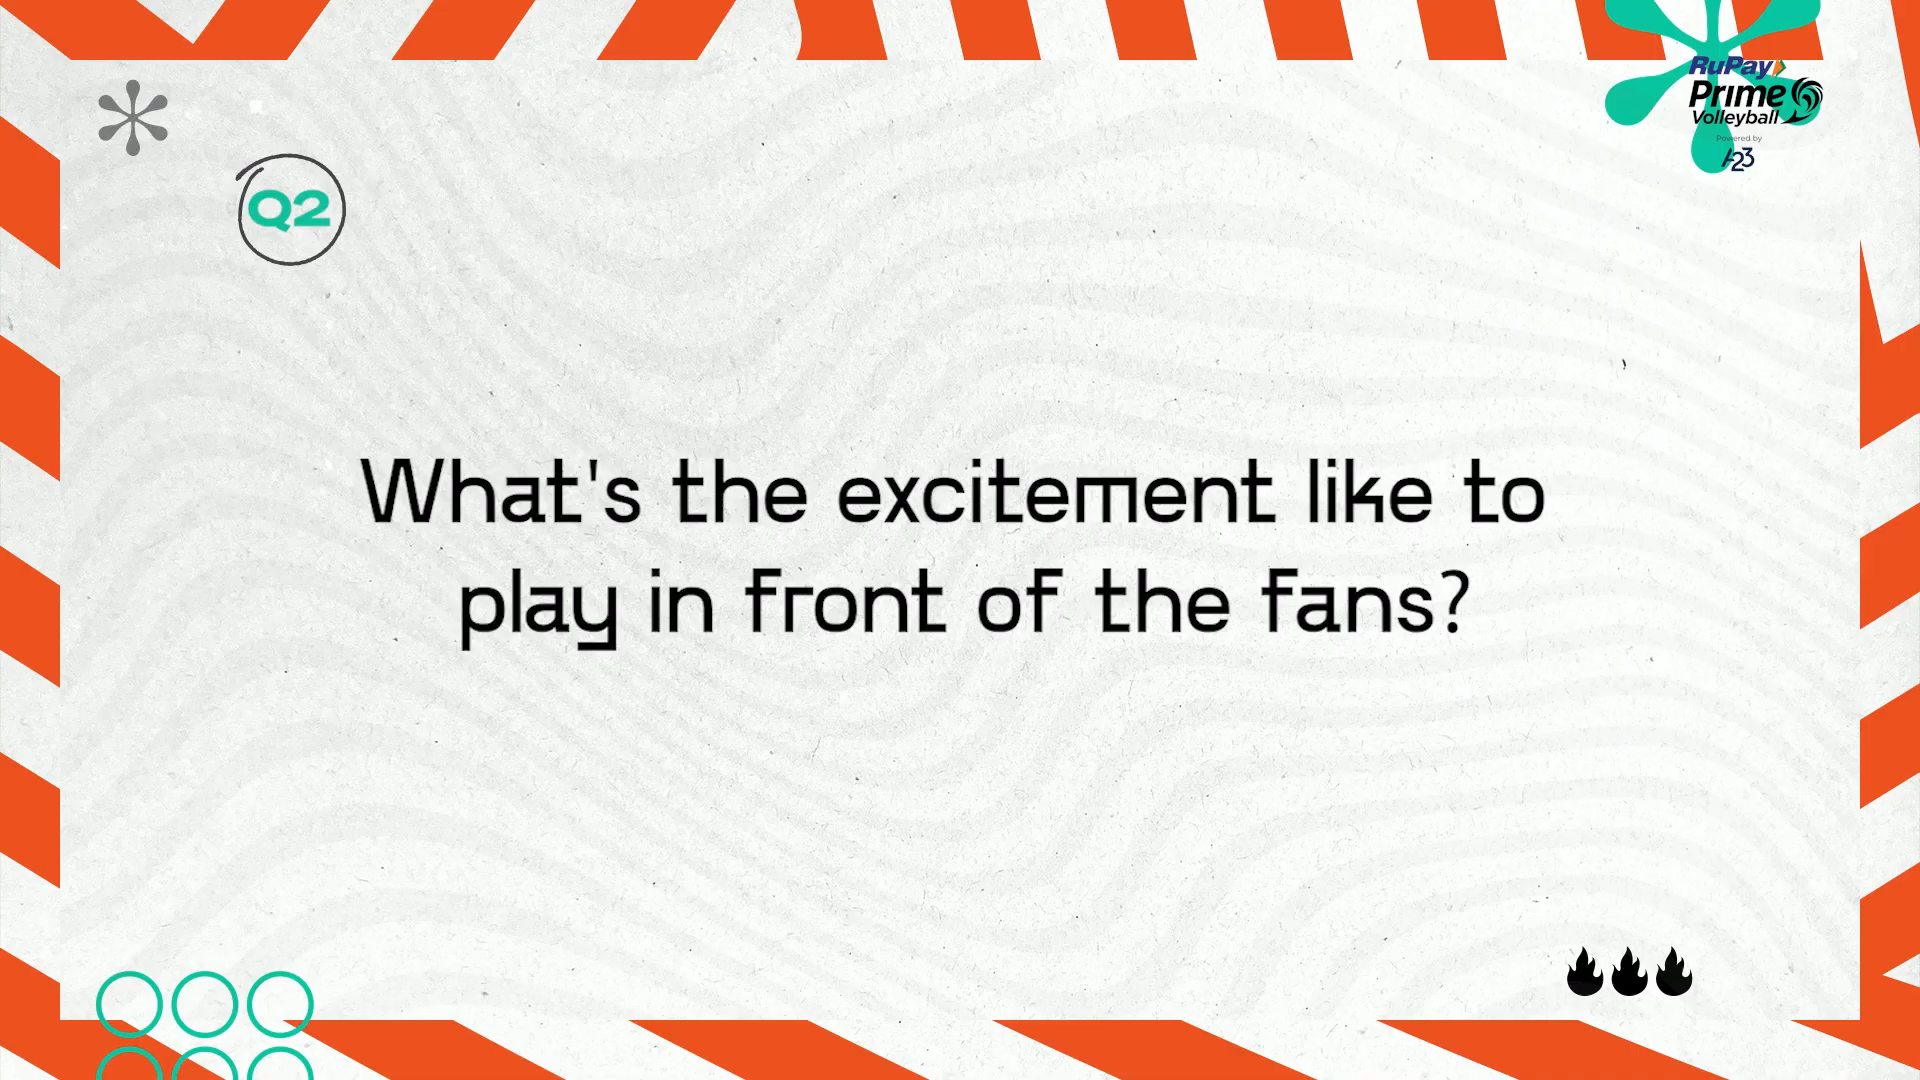 RuPay
Prime
Volleyball
Powered by
A23
Q2
What's the excitement like to
play in front of the fans?